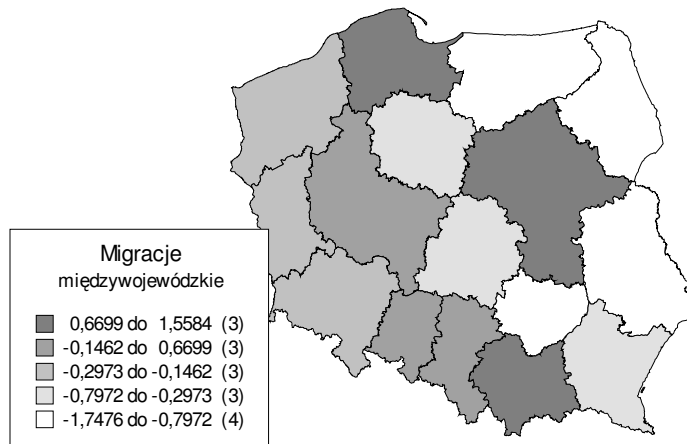 Migracje
międzywojewódzkie
0,6699 do 1,5584 (3)
-0,1462 do 0,6699 (3)
-0,2973 do -0,1462 (3)
-0,7972 do -0,2973 (3)
-1,7476 do -0,7972 (4)